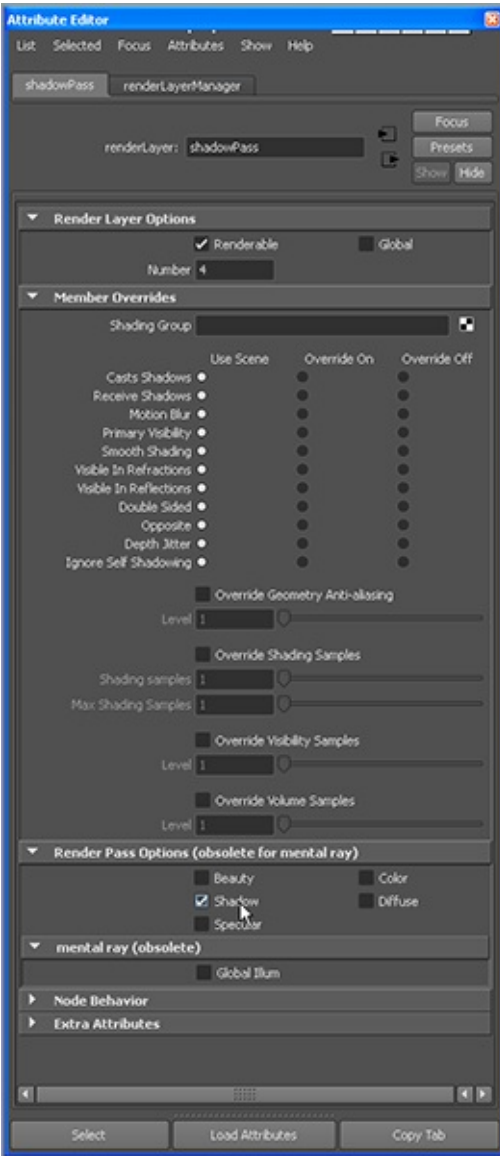 Attribute Editor
List Selected Focus Attributes Show Help
shadowPass renderLayerManager
Focus
renderLayer: shadowPass Presets
Show Hide
Render Layer Options
Renderable Global
Number 4
Member Overrides
Shading Group
Use Scene Override On Override Off
Casts Shadows
Receive Shadows
Motion Blur
Primary Visibility
Smooth Shading
Visible In Refractions
Visible In Reflections
Double Sided
Opposite
Depth Jitter
Ignore Self Shadowing
Override Geometry Anti-aliasing
Level 1
Override Shading Samples
Shading samples 1
Max Shading Samples 1
Override Visibility Samples
Level 1
Override Volume Samples
Level 1
Render Pass Options (obsolete for mental ray)
Beauty Color
Shadow Diffuse
Specular
mental ray (obsolete)
Global Illum
Node Behavior
Extra Attributes
Select Load Attributes Copy Tab